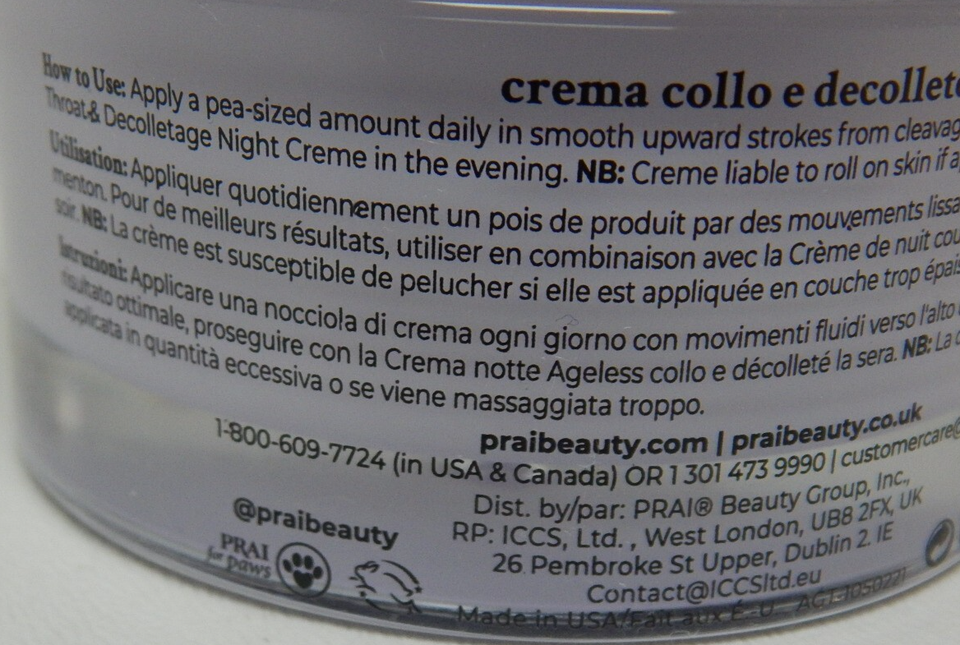 crema collo e decollet
How to Use: Apply a pea-sized amount daily in smooth upward strokes from cleavag
Throat & Decolletage Night Creme in the evening. NB: Creme liable to roll on skin if a
Utilisation: Appliquer quotidiennement un pois de produit par des mouvements lissa
menton. Pour de meilleurs résultats, utiliser en combinaison avec la Crème de nuit cou
soir. NB: La crème est susceptible de pelucher si elle est appliquée en couche trop épais
Istruzioni: Applicare una nocciola di crema ogni giorno con movimenti fluidi verso l'alto
risultato ottimale, proseguire con la Crema notte Ageless collo e décolleté la sera. NB: La c
applicata in quantità eccessiva o se viene massaggiata troppo.
praibeauty.com | praibeauty.co.uk
1-800-609-7724 (in USA & Canada) OR 1 301 473 9990 | customercare@
Dist. by/par: PRAI® Beauty Group, Inc.,
RP: ICCS, Ltd. , West London, UB8 2FX, UK
26 Pembroke St Upper, Dublin 2. IE
Contact@ICCSltd.eu
Made in USA/Fait aux É.-U.
@praibeauty
PRAI
for paws